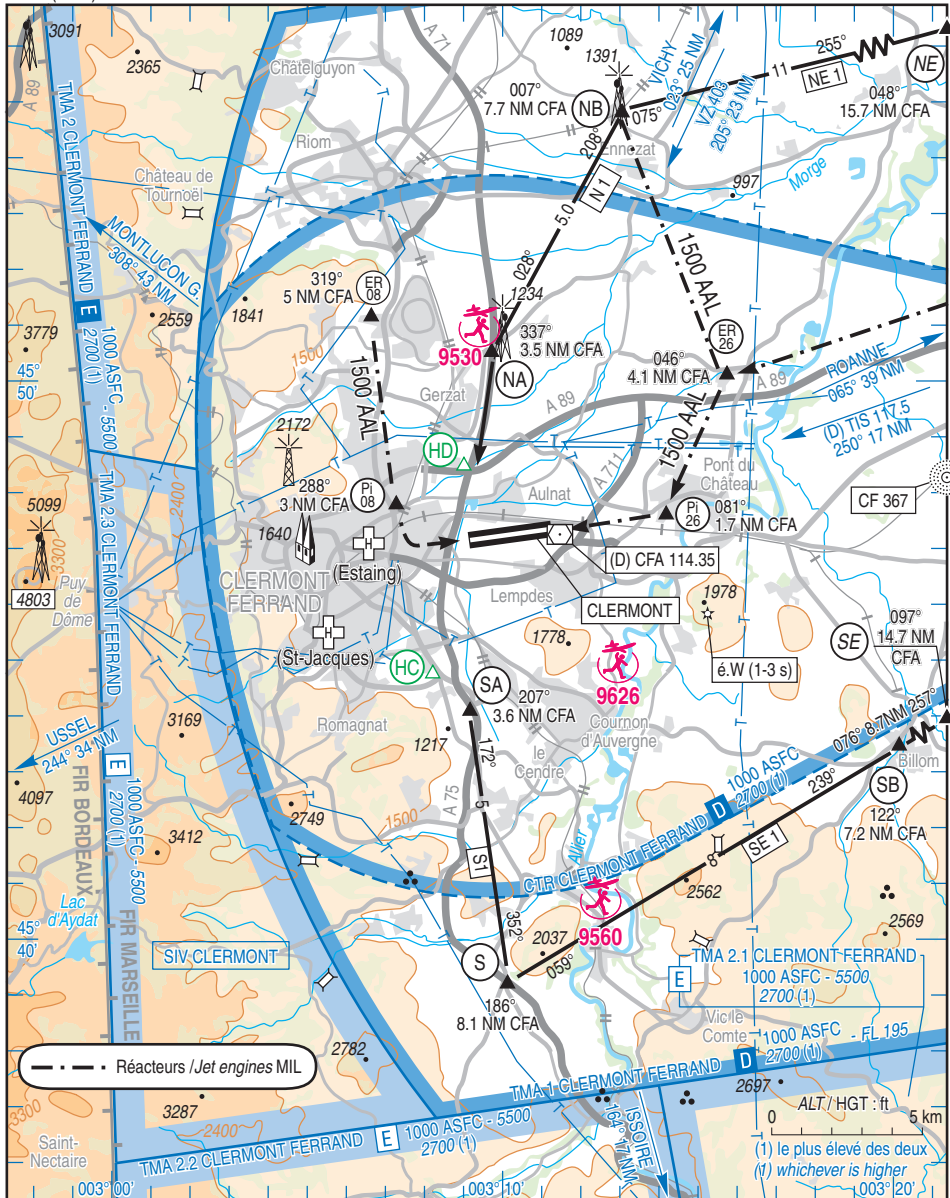 3091
2365
1089
1391
A 71
A 89
Châtelguyon
Riom
007°
7.7 NM CFA
NB
075°
208°
11
255°
NE 1
NE
048°
15.7 NM CFA
VICHY
023° 25 NM
VZ 403
205° 23 NM
Ennezat
Morge
997
Château de
Tournoël
TMA 2 CLERMONT FERRAND
E
1000 ASFC - 5500
2700 (1)
MONTLUCON G.
308° 43 NM
N 1
5.0
028°
1500 AAL
319°
5 NM CFA
ER
08
1234
9530
337°
3.5 NM CFA
NA
1841
2559
3779
45°
50'
1500
1500 AAL
Gerzat
046°
4.1 NM CFA
ER
26
A 89
A 89
ROANNE
065° 39 NM
(D) TIS 117.5
250° 17 NM
1500 AAL
2172
HD
A 711
Aulnat
Pont du
Château
CF 367
288°
3 NM CFA
Pi
08
Pi
26
081°
1.7 NM CFA
2400
5099
3300
4803
Puy
de
Dôme
TMA 2.3 CLERMONT FERRAND
1640
H
(Estaing)
CLERMONT
FERRAND
(D) CFA 114.35
CLERMONT
Lempdes
1978
é.W (1-3 s)
097°
14.7 NM
CFA
SE
H
(St-Jacques)
HC
1778
9626
SA
207°
3.6 NM CFA
Cournon
d'Auvergne
Romagnat
1217
le
Cendre
3169
USSEL
244° 34 NM
4097
E
1000 ASFC - 5500
2700 (1)
172°
076° 8.7NM 257°
Billom
SB
122°
7.2 NM CFA
1000 ASFC
2700 (1)
D
239°
2749
1500
A 75
5
S1
Allier
CTR CLERMONT FERRAND
8
SE 1
3412
FIR BORDEAUX
FIR MARSEILLE
2562
2569
Lac
d'Aydat
45°
40'
9560
352°
2037
059°
S
186°
8.1 NM CFA
SIV CLERMONT
TMA 2.1 CLERMONT FERRAND
E
1000 ASFC - 5500
2700 (1)
Vic le
Comte
1000 ASFC - FL 195
2700 (1)
D
TMA 1 CLERMONT FERRAND
2782
Réacteurs / Jet engines MIL
2697
3287
3300
2400
ISSOIRE
164° 17 NM
ALT / HGT : ft
0 5 km
Saint-
Nectaire
TMA 2.2 CLERMONT FERRAND
E
1000 ASFC - 5500
2700 (1)
(1) le plus élevé des deux
(1) whichever is higher
003° 00'
003° 10'
003° 20'